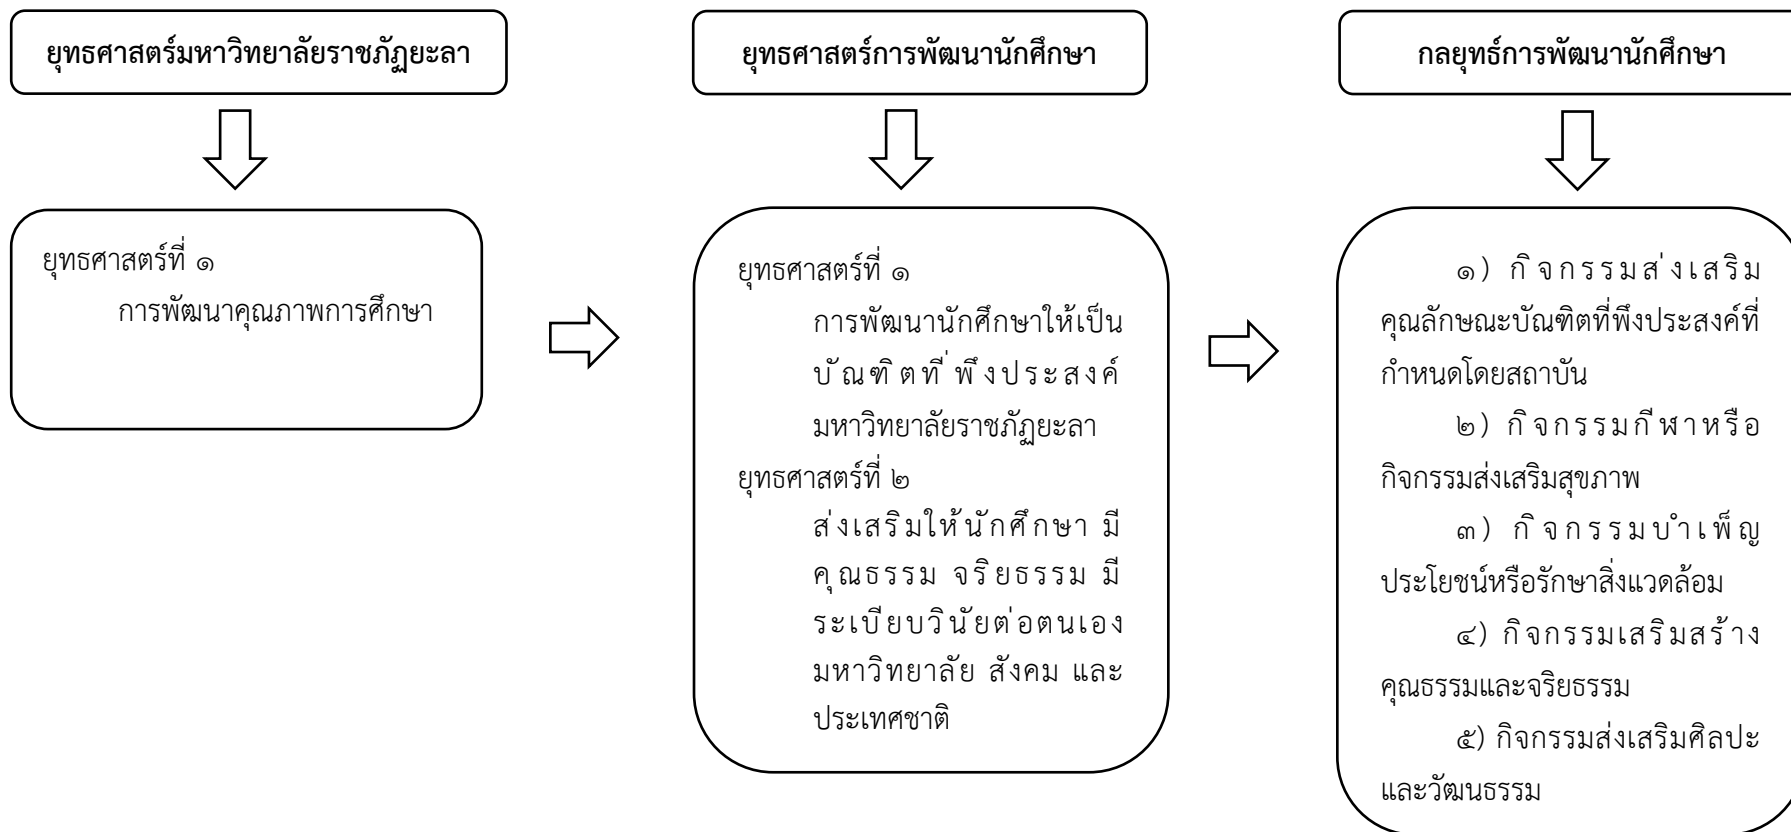 ยุทธศาสตร์มหาวิทยาลัยราชภัฏยะลา
ยุทธศาสตร์ที่ ๑
การพัฒนาคุณภาพการศึกษา
ยุทธศาสตร์การพัฒนานักศึกษา
ยุทธศาสตร์ที่ ๑
การพัฒนานักศึกษาให้เป็น
บัณฑิตที่พึงประสงค์
มหาวิทยาลัยราชภัฏยะลา
ยุทธศาสตร์ที่ ๒
ส่งเสริมให้นักศึกษา มี
คุณธรรม จริยธรรม มี
ระเบียบวินัยต่อตนเอง
มหาวิทยาลัย สังคม และ
ประเทศชาติ
กลยุทธ์การพัฒนานักศึกษา
๑) กิจกรรมส่งเสริม
คุณลักษณะบัณฑิตที่พึงประสงค์ที่
กำหนดโดยสถาบัน
๒) กิจกรรมกีฬาหรือ
กิจกรรมส่งเสริมสุขภาพ
๓) กิจกรรมบำเพ็ญ
ประโยชน์หรือรักษาสิ่งแวดล้อม
๔) กิจกรรมเสริมสร้าง
คุณธรรมและจริยธรรม
๕) กิจกรรมส่งเสริมศิลปะ
และวัฒนธรรม